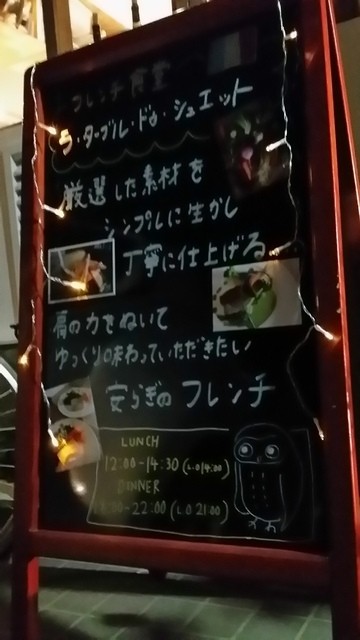 フレンチ食堂
ラ・ターブル・ドゥ・シュエット
厳選した素材を
シンプルに生かし
丁寧に仕上げる
肩の力をぬいて
ゆっくり味わっていただきたい
安らぎの フレンチ
LUNCH
12:00-14:30 (L.O 14:00)
DINNER
-22:00 (L.O 21:00)